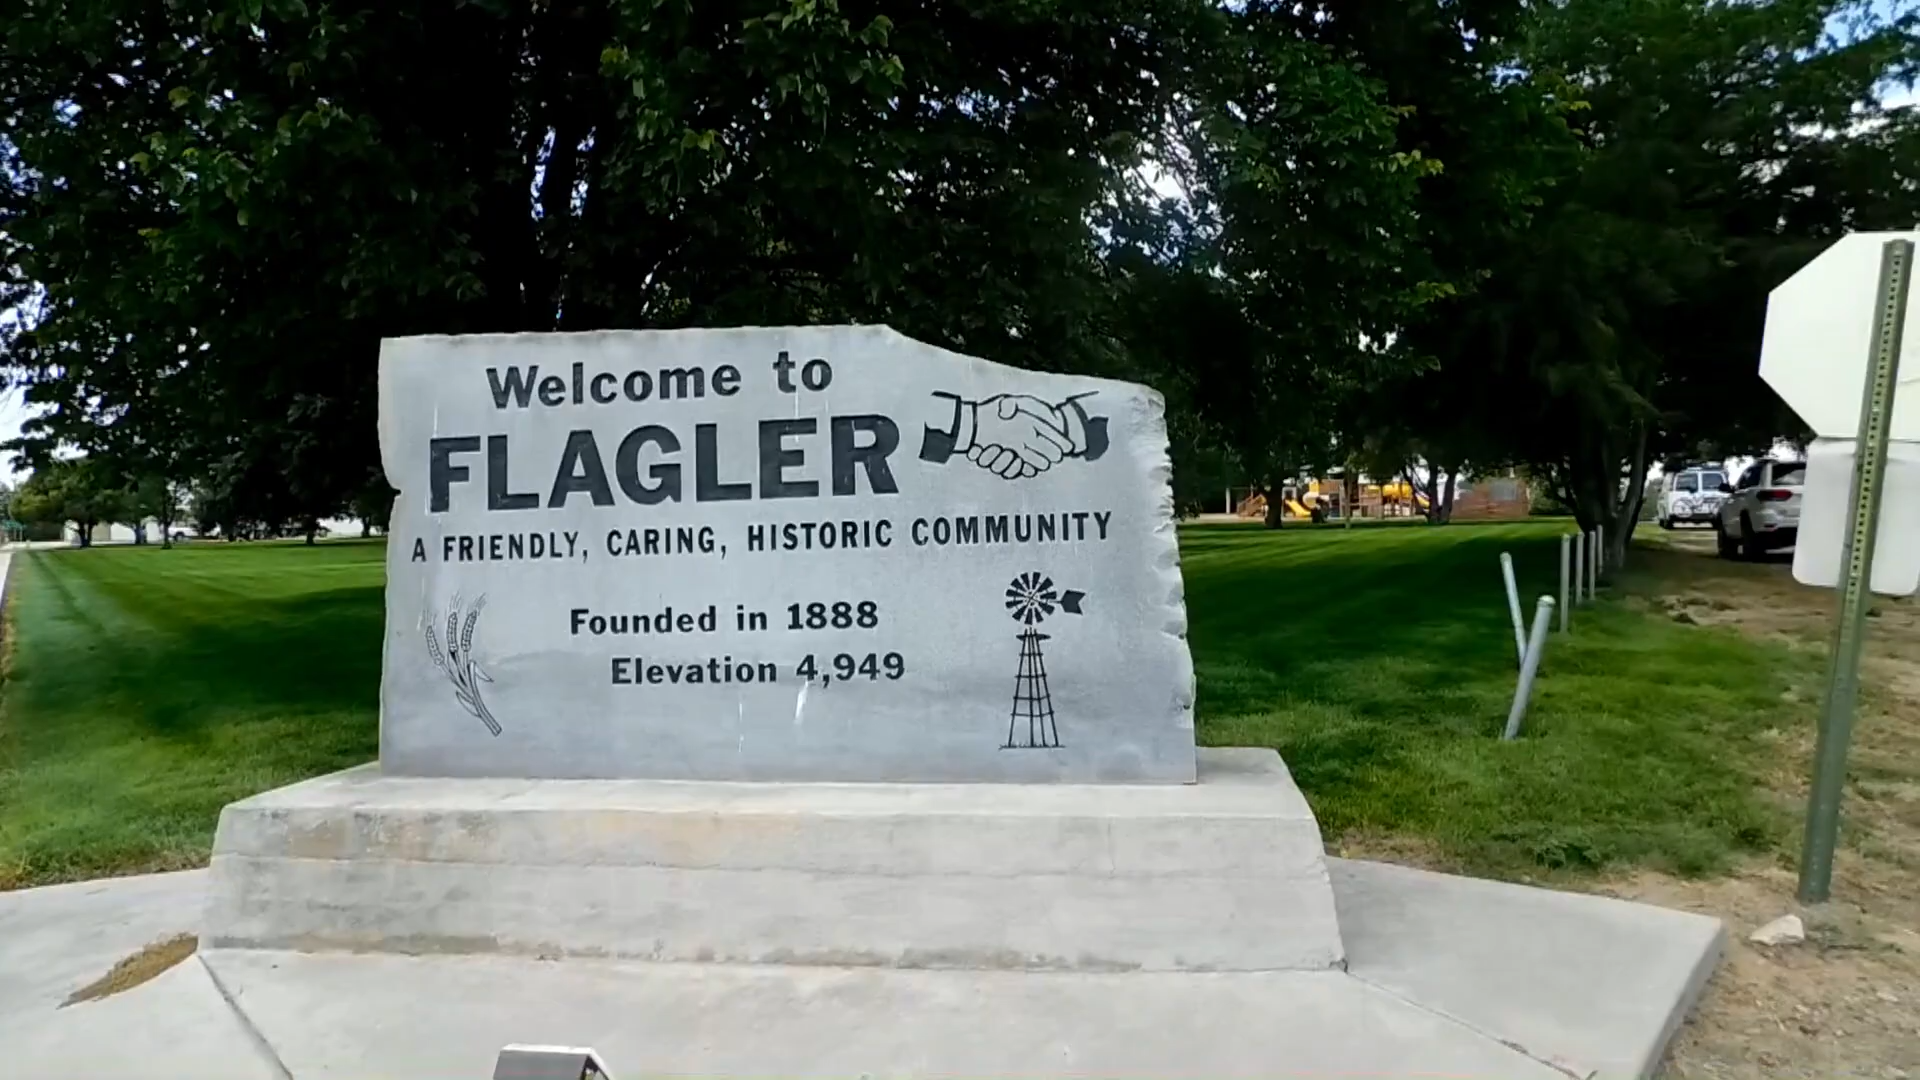 Welcome to
FLAGLER
A FRIENDLY, CARING, HISTORIC COMMUNITY
Founded in 1888
Elevation 4,949